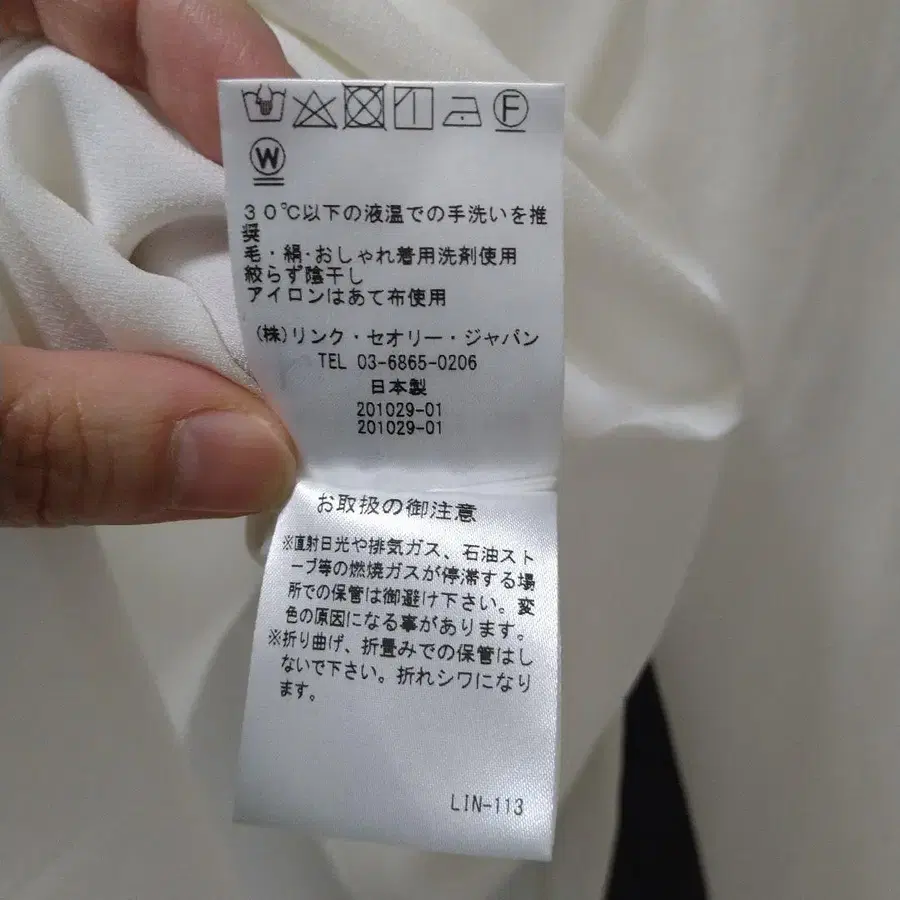 F
W
30℃以下の液温での手洗いを推
奨
毛・絹・おしゃれ着用洗剤使用
絞らず陰干し
アイロンはあて布使用
(株)リンク・セオリー・ジャパン
TEL 03-6865-0206
日本製
201029-01
201029-01
お取扱の御注意
※直射日光や排気ガス、石油スト
ーブ等の燃焼ガスが停滞する場
所での保管は御避け下さい。変
色の原因になる事があります。
※折り曲げ、折畳みでの保管はし
ないで下さい。折れシワになり
ます。
LIN-113